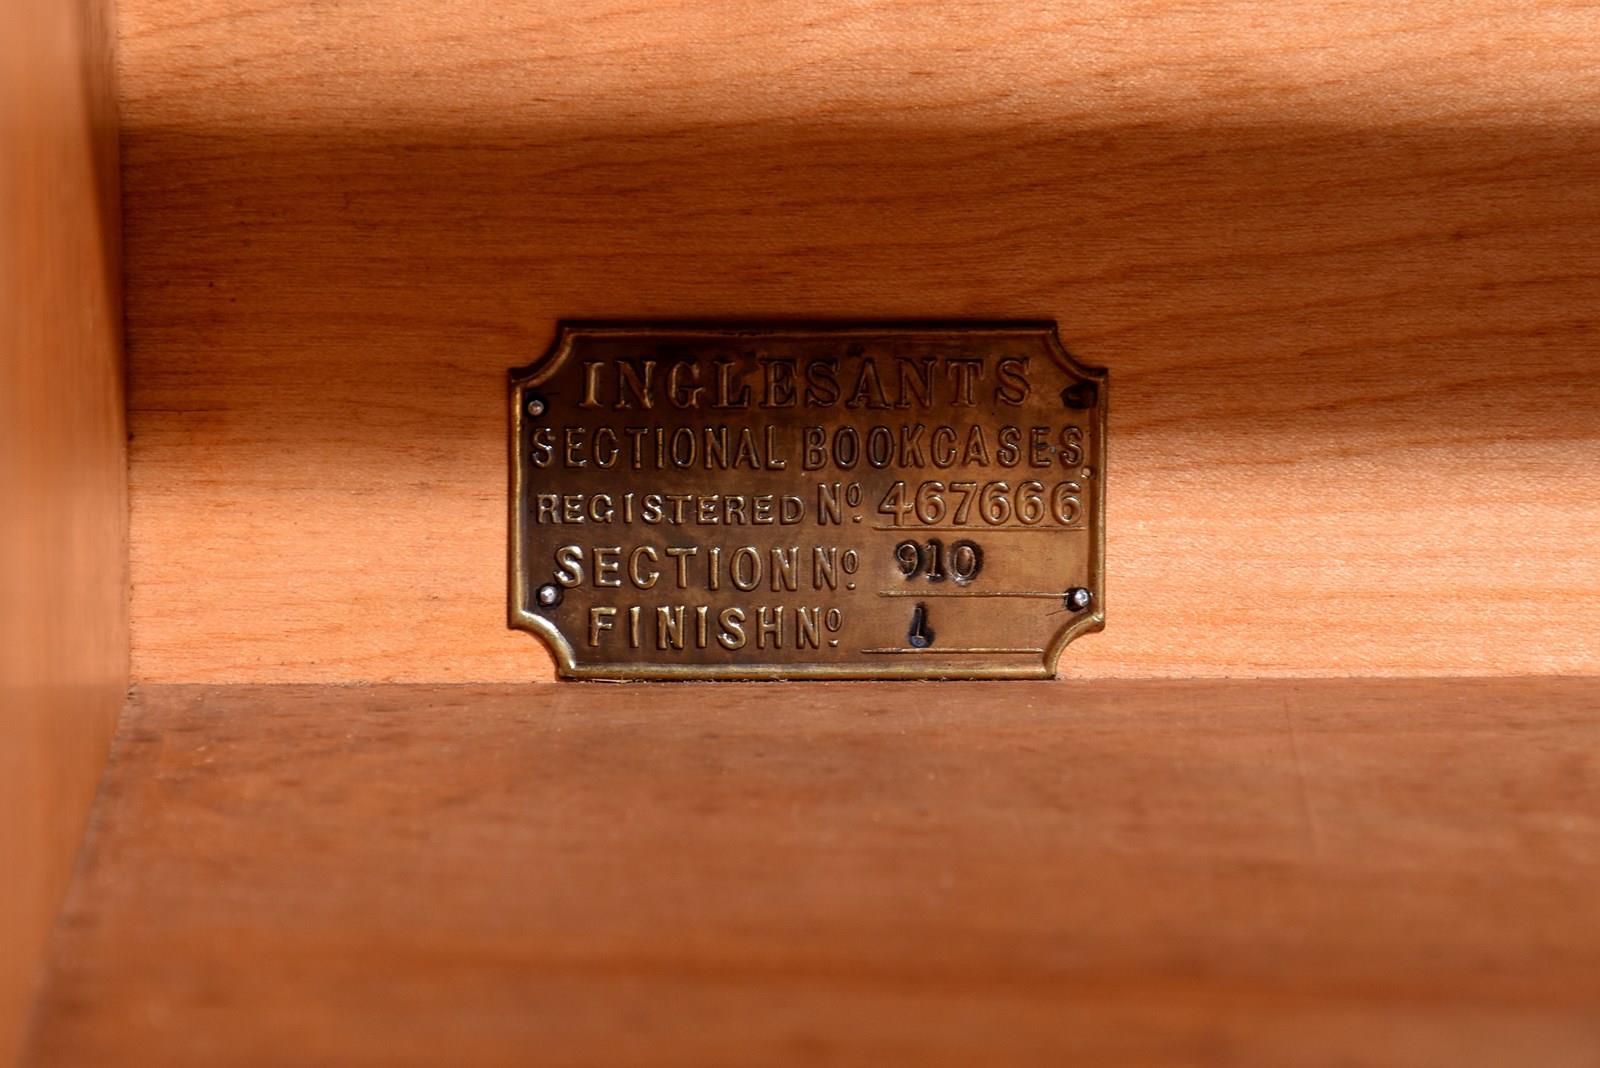 INGLESANTS
SECTIONAL BOOKCASES
REGISTERED Nº 467666
SECTION Nº 910
FINISH Nº 1